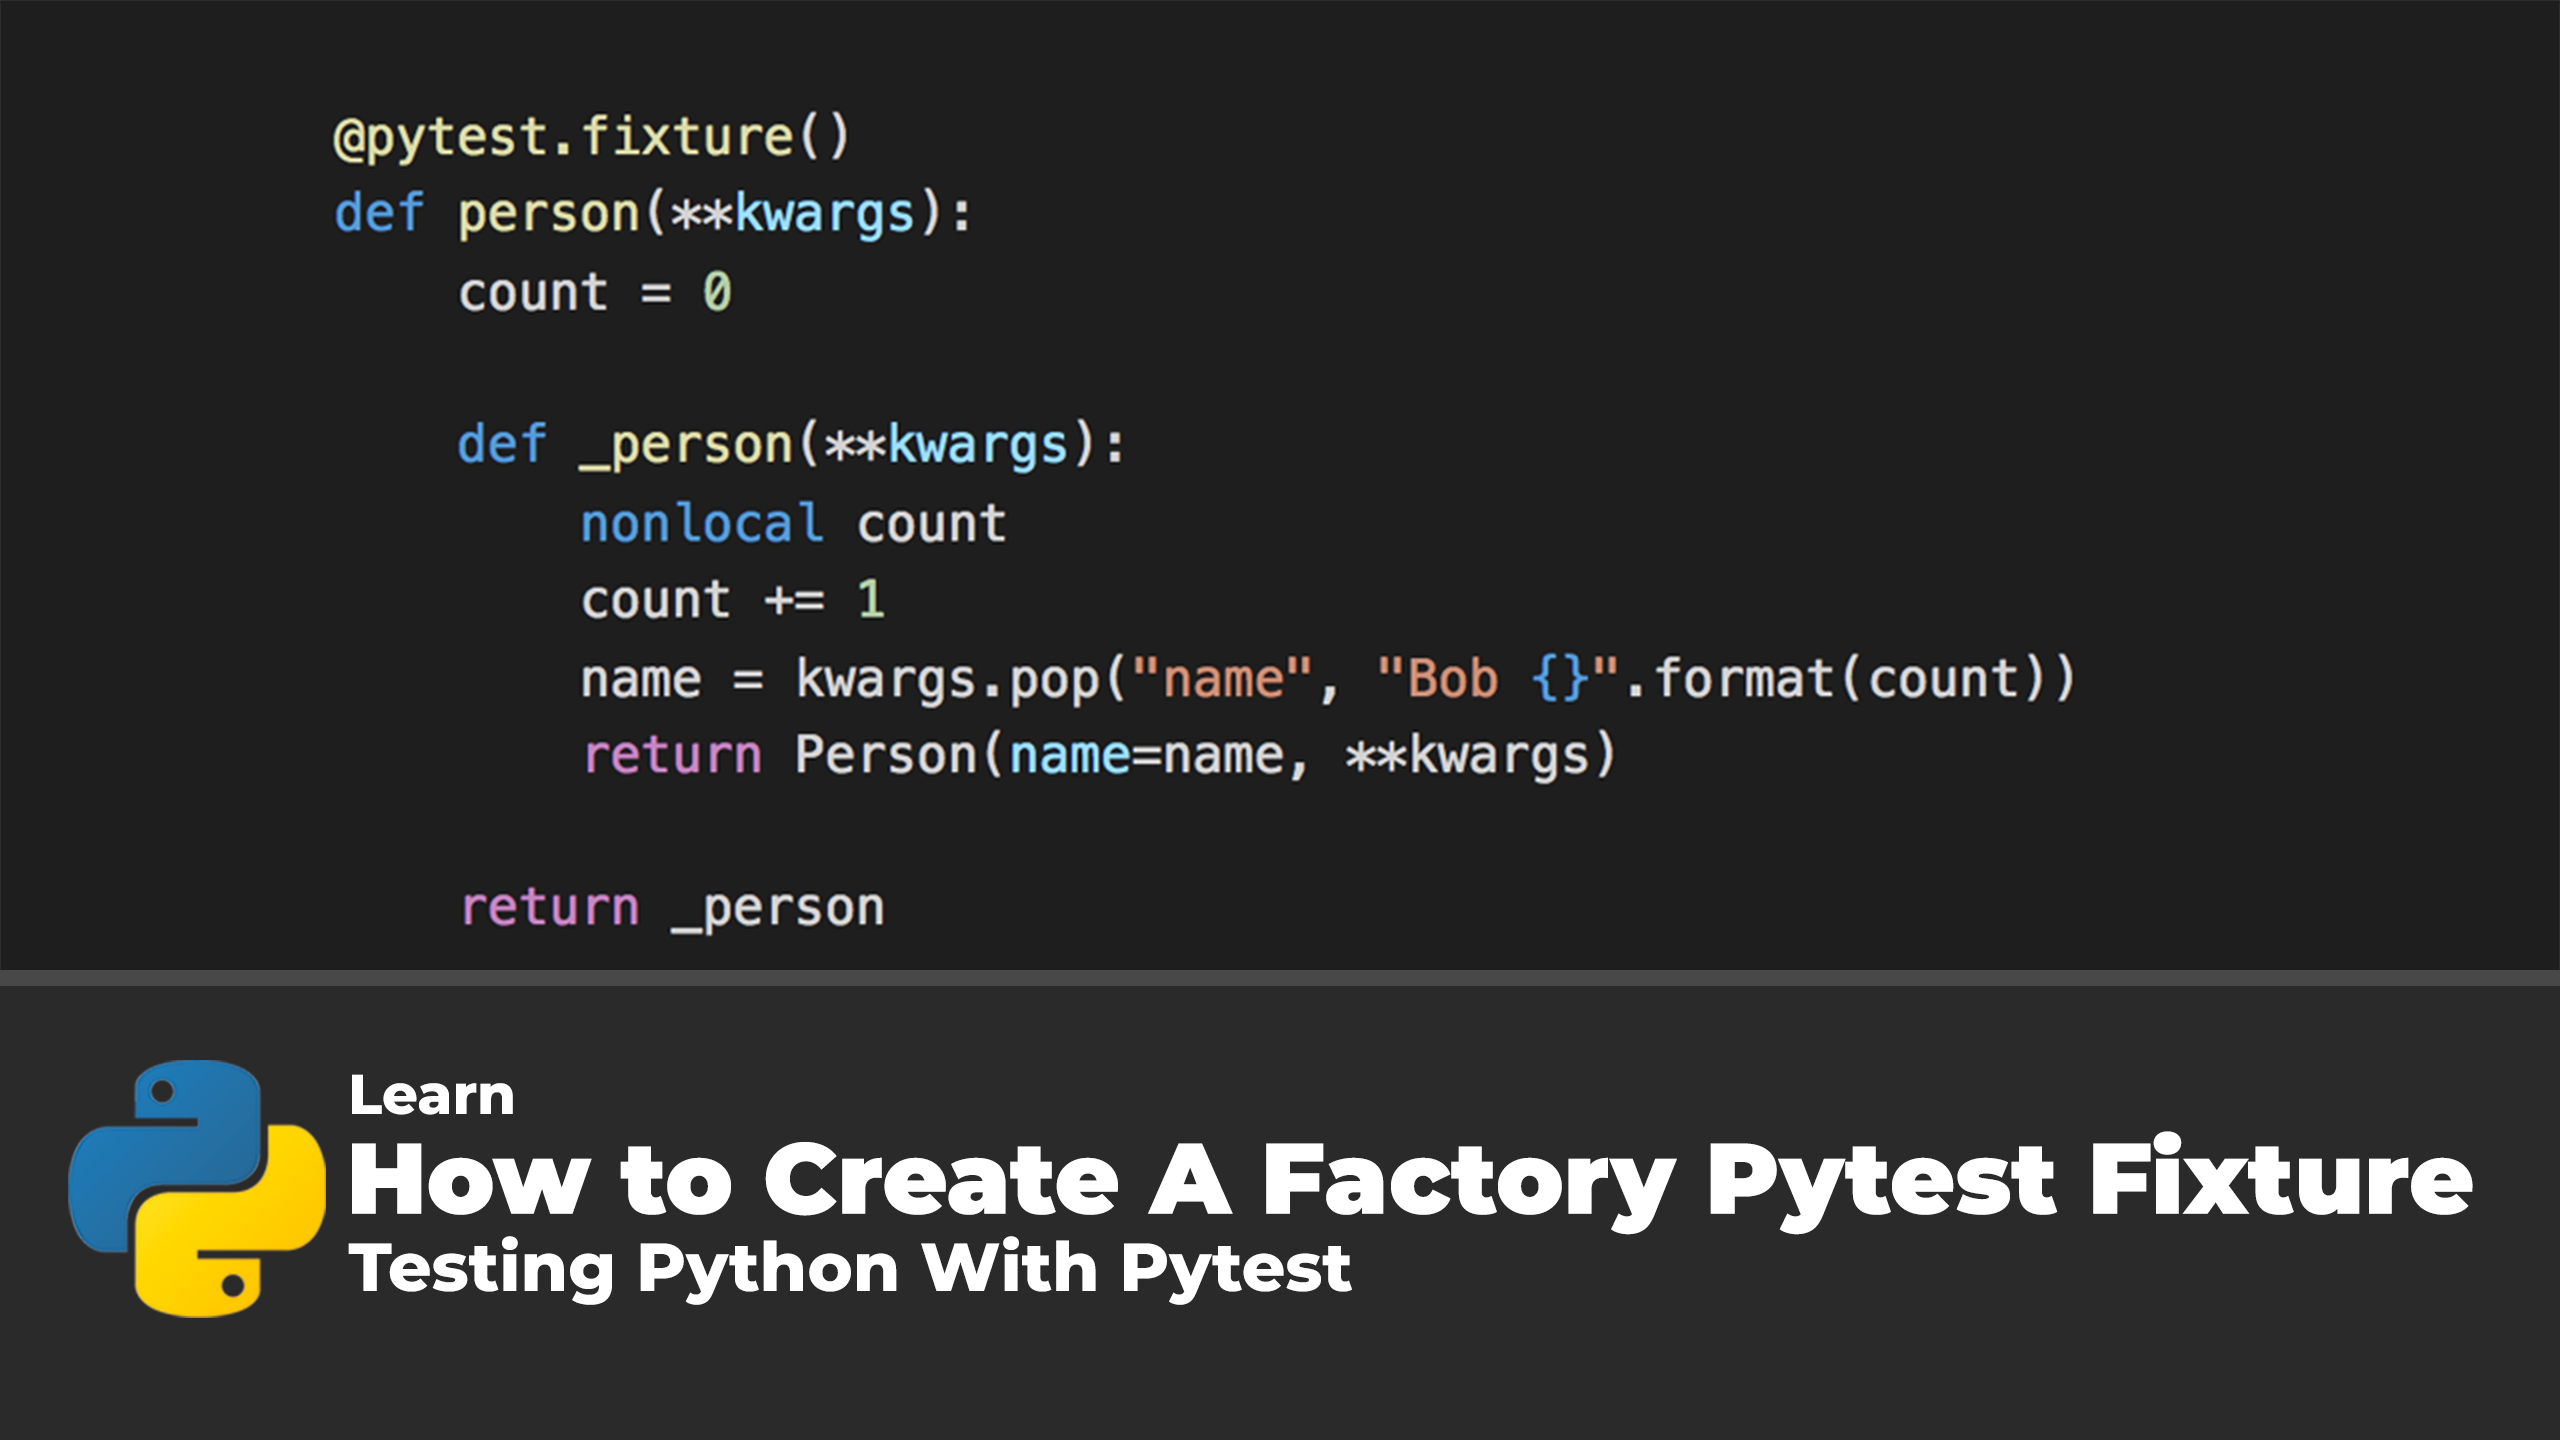 @pytest.fixture()
def person(**kwargs):
    count = 0
    def _person(**kwargs):
        nonlocal count
        count += 1
        name = kwargs.pop("name", "Bob {}".format(count))
        return Person(name=name, **kwargs)
    return _person
Learn
How to Create A Factory Pytest Fixture
Testing Python With Pytest